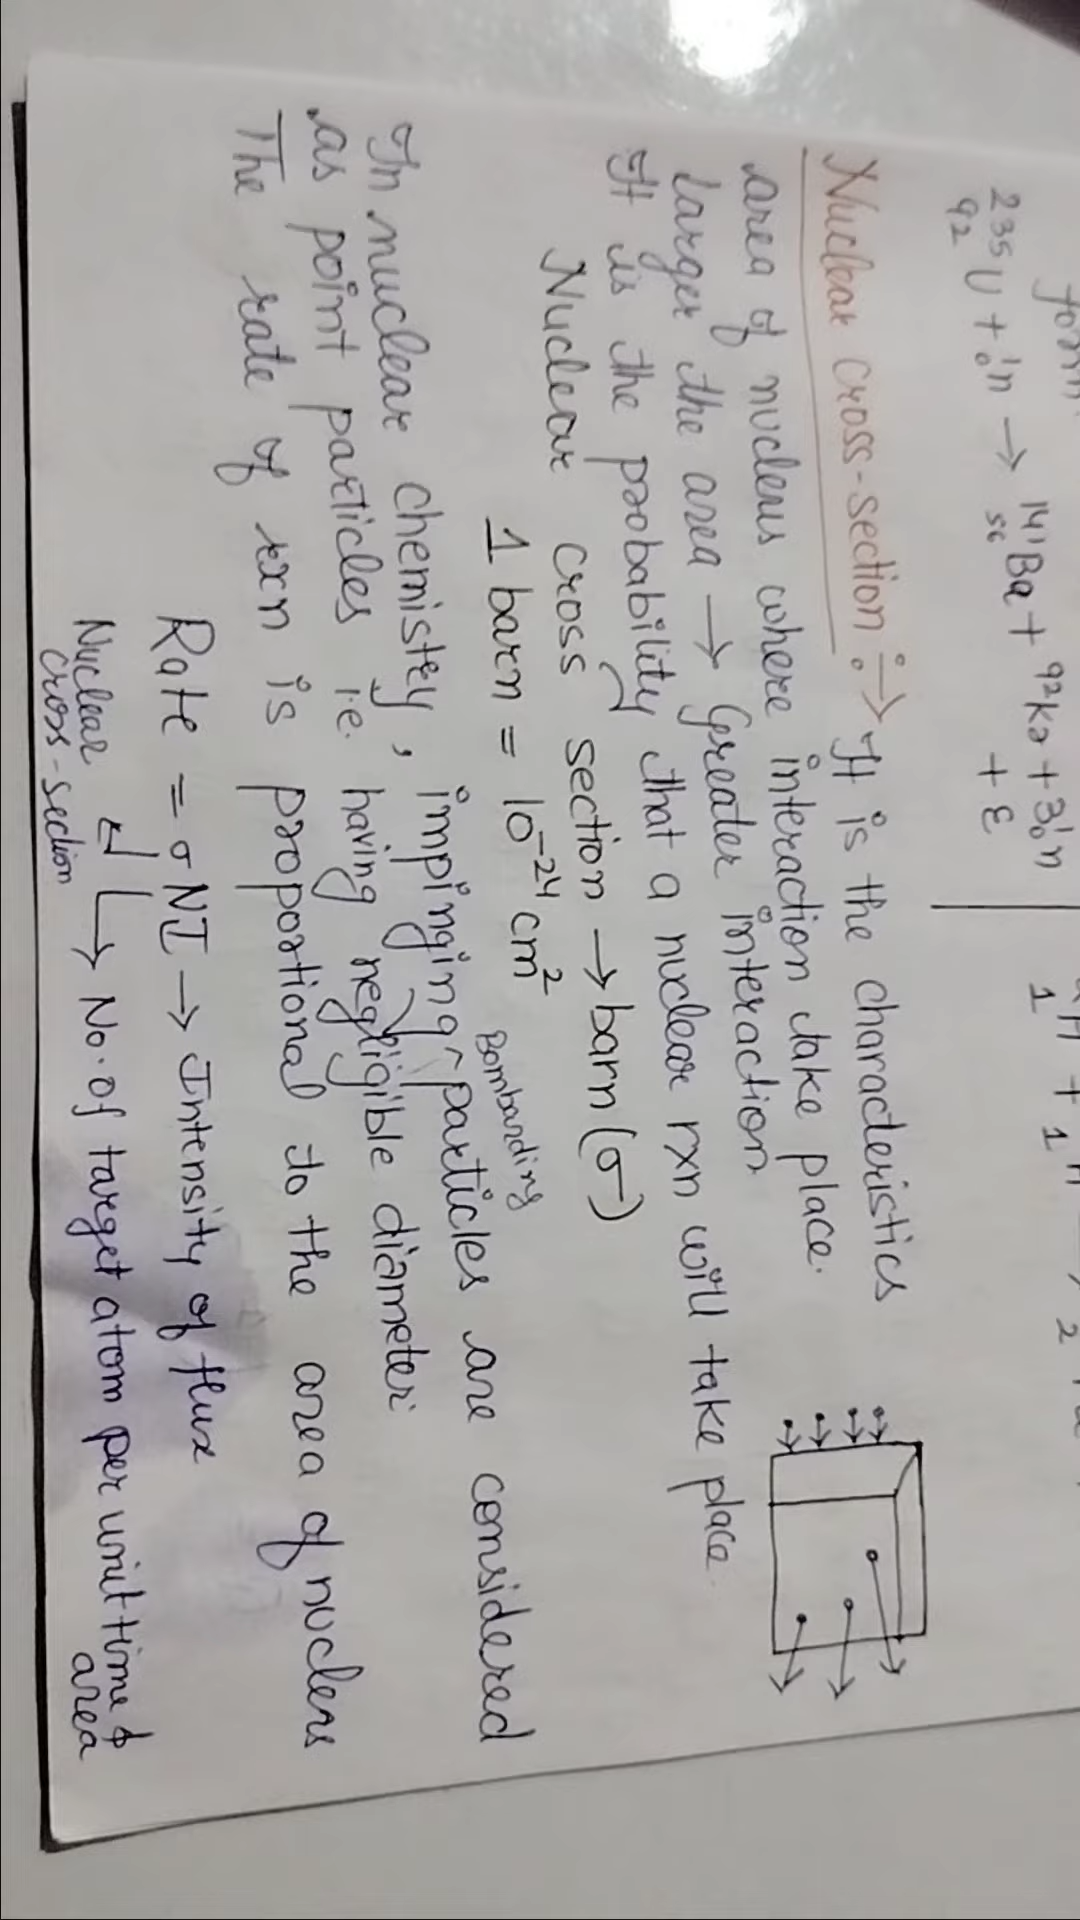 ²³⁵₉₂U + ¹₀n → ¹⁴¹₅₆Ba + ⁹²Kr + 3¹₀n
+ E
Nuclear cross-section :→ It is the characteristics
area of nucleus where interaction take place.
larger the area → Greater interaction
It is the probability that a nuclear rxn will take place.
Nuclear cross section → barn (σ)
1 barn = 10⁻²⁴ cm²
Bombarding
In nuclear chemistry, impinging ^ particles are considered
as point particles i.e. having negligible diameter.
The rate of rxn is proportional to the area of nucleus
Rate = σNI → Intensity of flux
Nuclear cross-section
↳ No. of target atom per unit time & area